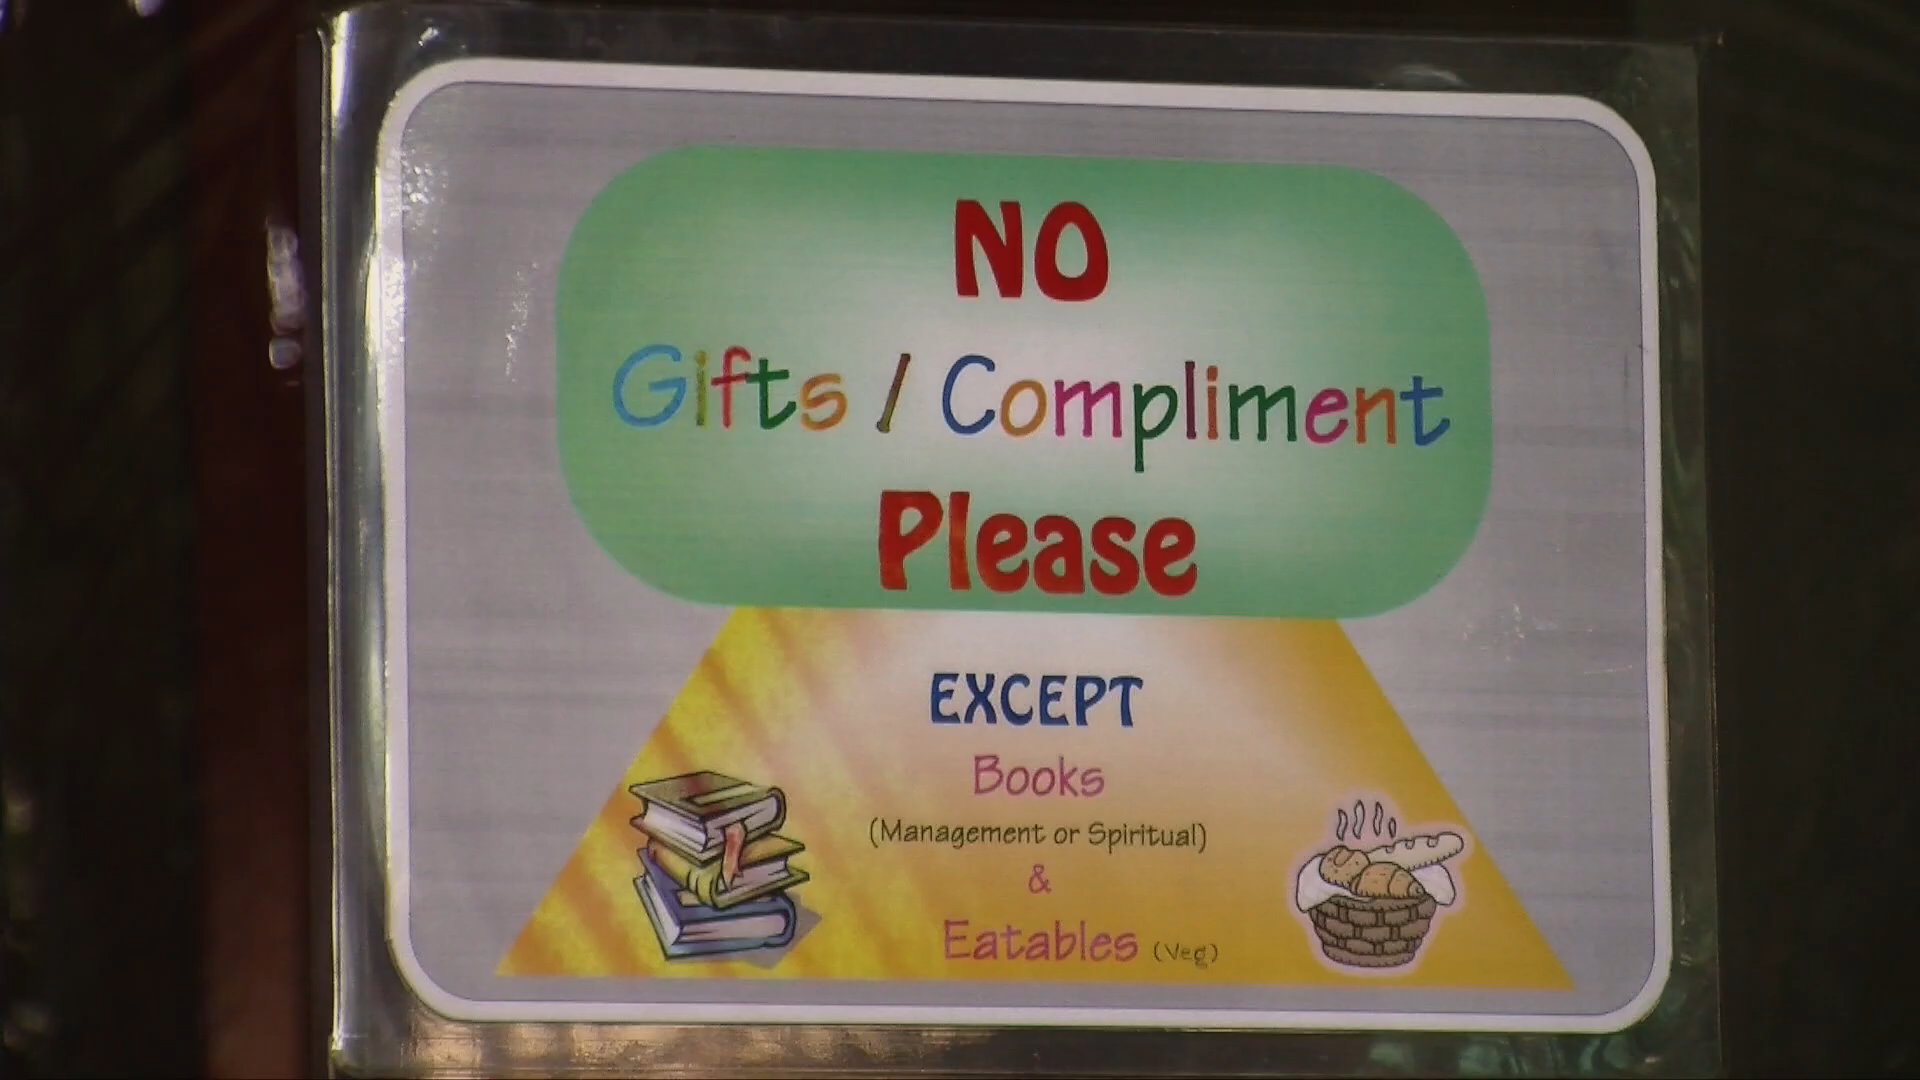 NO
Gifts / Compliment
Please
EXCEPT
Books
(Management or Spiritual)
&
Eatables (Veg)